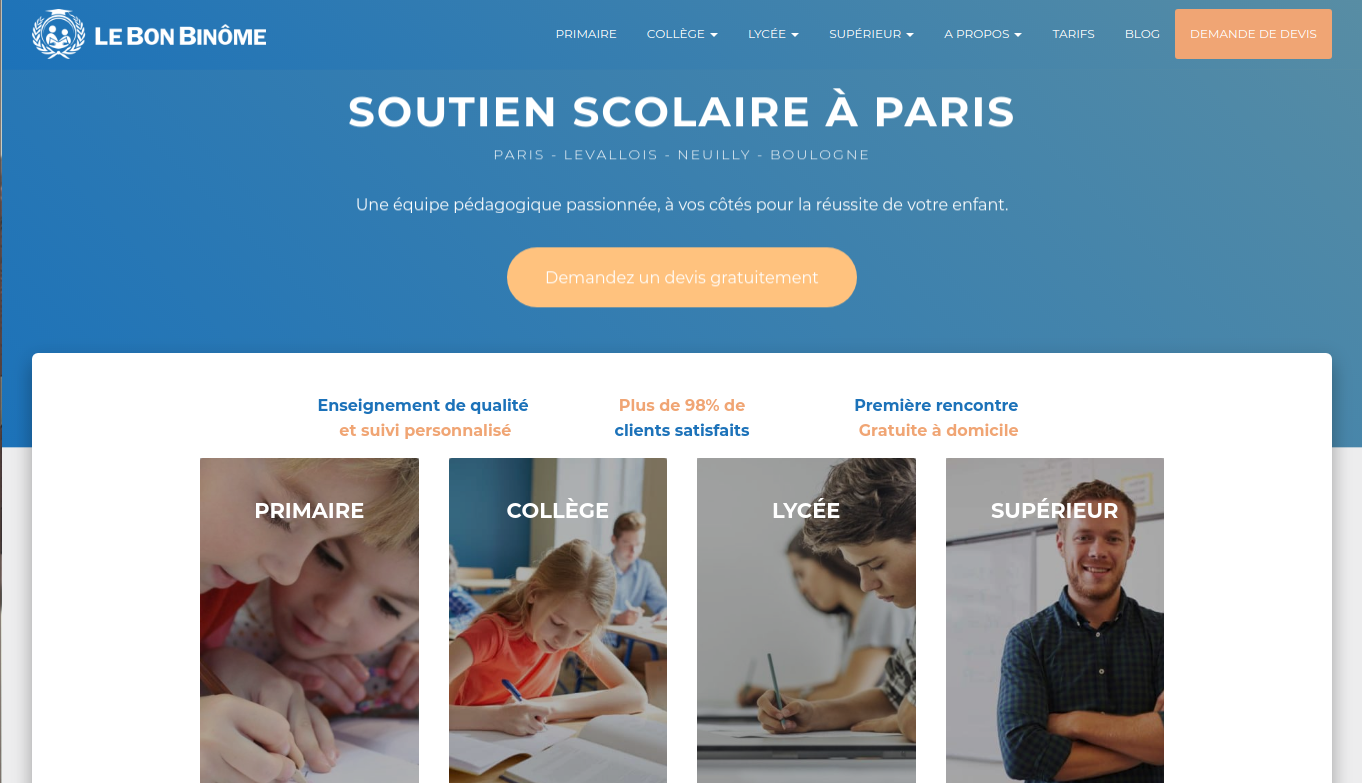 LE BON BINÔME
PRIMAIRE
COLLÈGE
LYCÉE
SUPÉRIEUR
A PROPOS
TARIFS
BLOG
DEMANDE DE DEVIS
SOUTIEN SCOLAIRE À PARIS
PARIS - LEVALLOIS - NEUILLY - BOULOGNE
Une équipe pédagogique passionnée, à vos côtés pour la réussite de votre enfant.
Demandez un devis gratuitement
Enseignement de qualité
et suivi personnalisé
Plus de 98% de
clients satisfaits
Première rencontre
Gratuite à domicile
PRIMAIRE
COLLÈGE
LYCÉE
SUPÉRIEUR